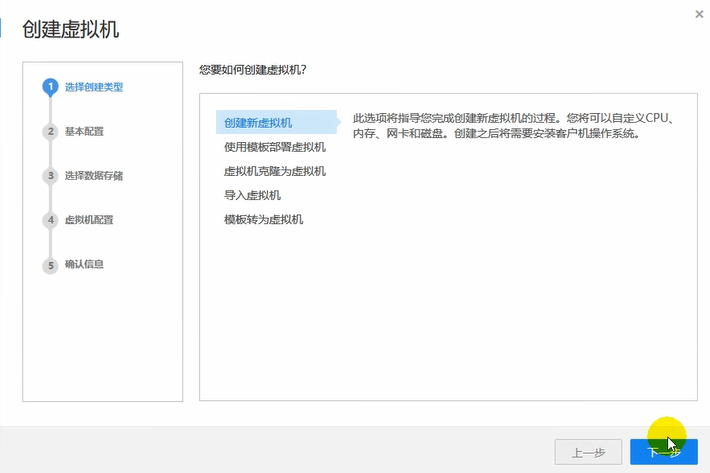 创建虚拟机
1 选择创建类型
2 基本配置
3 选择数据存储
4 虚拟机配置
5 确认信息
您要如何创建虚拟机?
创建新虚拟机
使用模板部署虚拟机
虚拟机克隆为虚拟机
导入虚拟机
模板转为虚拟机
此选项将指导您完成创建新虚拟机的过程。您将可以自定义CPU、
内存、网卡和磁盘。创建之后将需要安装客户机操作系统。
上一步
下一步